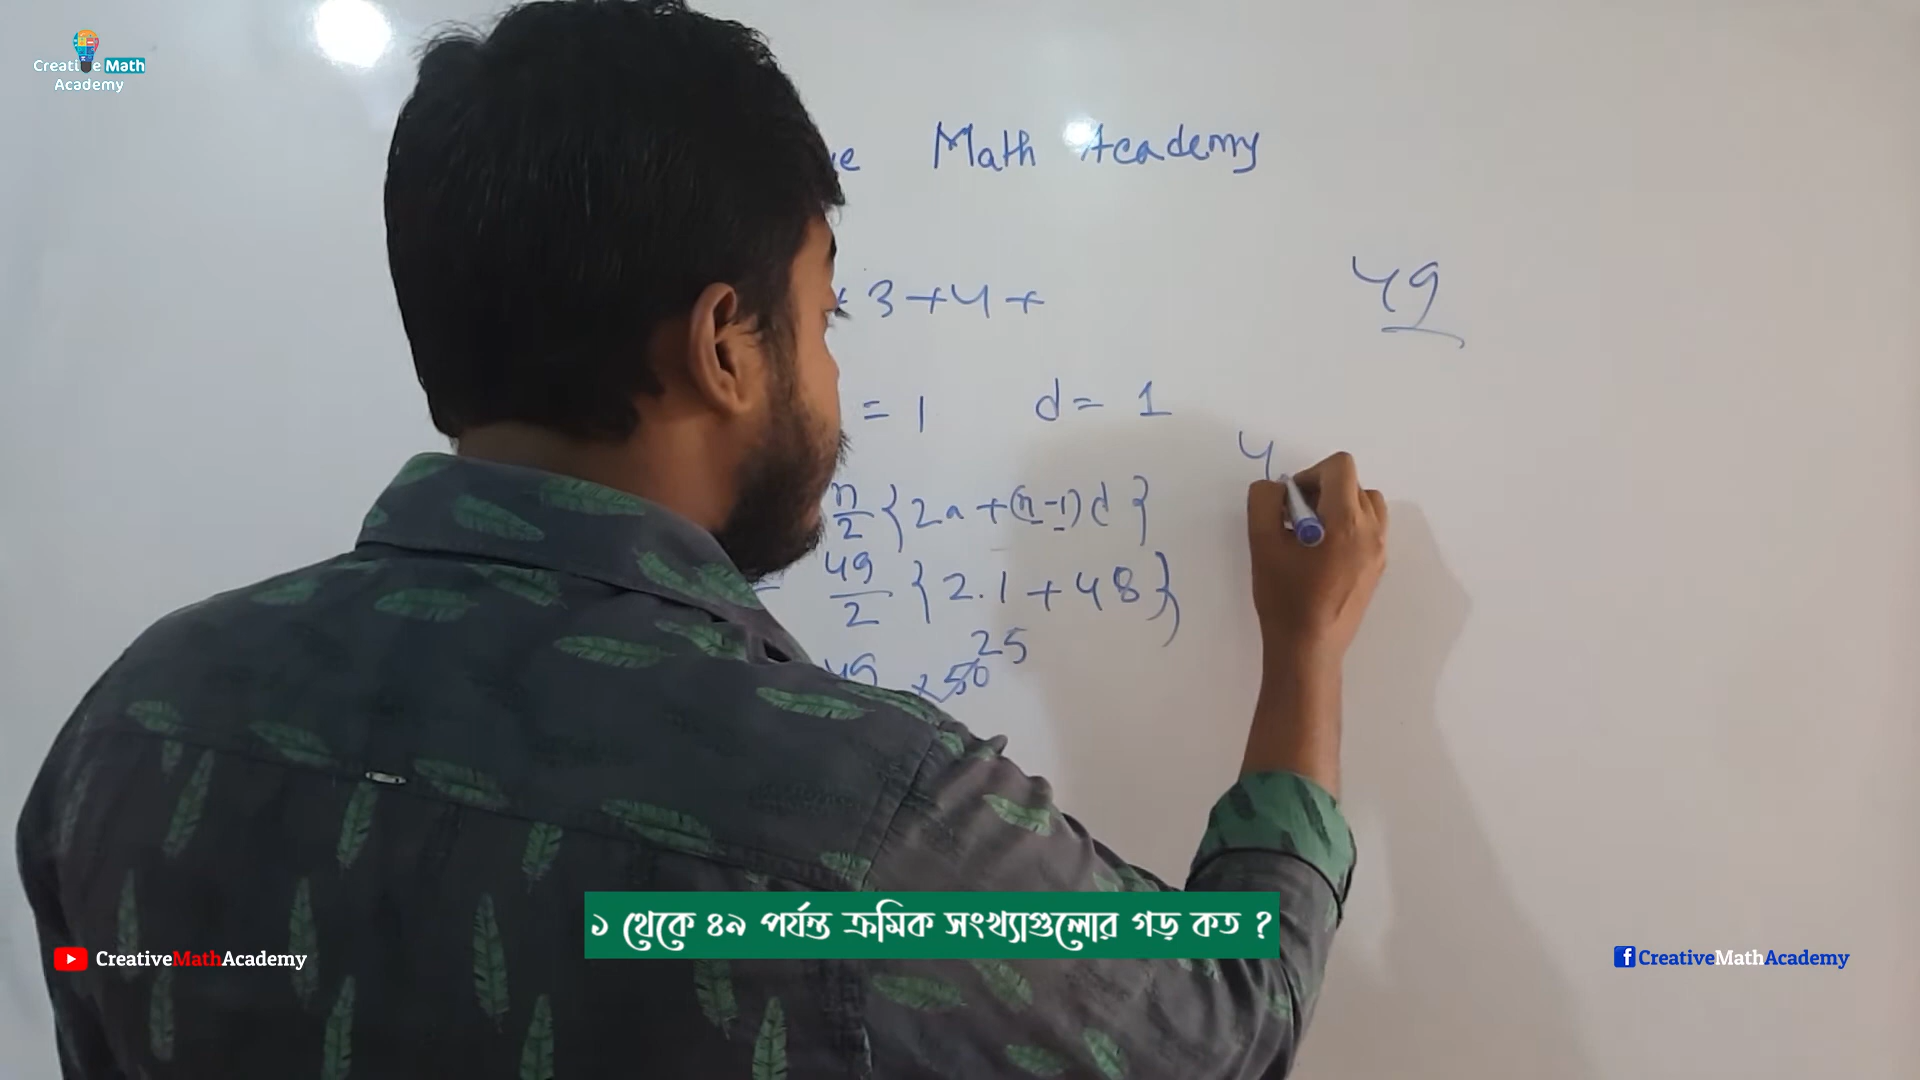 Creative Math
Academy
Math Academy
+ 3 + 4 +
49
= 1 d = 1
n/2 {2a + (n-1)d}
4
= 49/2 {2.1 + 48}
25
49 × 50
১ থেকে ৪৯ পর্যন্ত ক্রমিক সংখ্যাগুলোর গড় কত ?
CreativeMathAcademy
CreativeMathAcademy